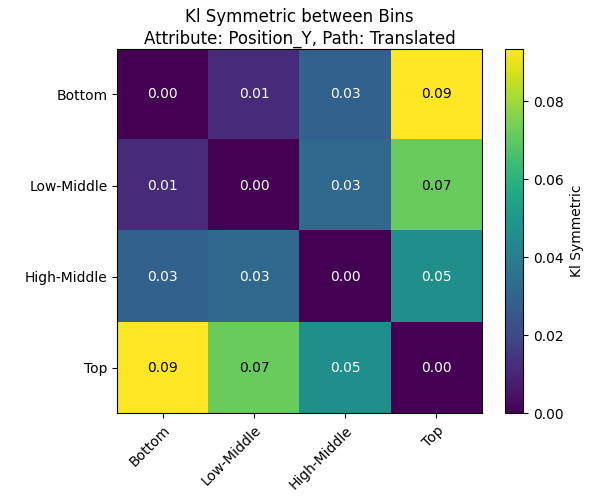 Kl Symmetric between Bins
Attribute: Position_Y, Path: Translated
Bottom 0.00 0.01 0.03 0.09
Low-Middle 0.01 0.00 0.03 0.07
High-Middle 0.03 0.03 0.00 0.05
Top 0.09 0.07 0.05 0.00
Bottom Low-Middle High-Middle Top
0.08
0.06
0.04
0.02
0.00
Kl Symmetric